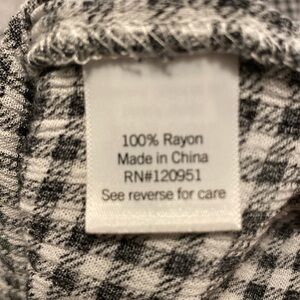 100% Rayon
Made in China
RN#120951
See reverse for care